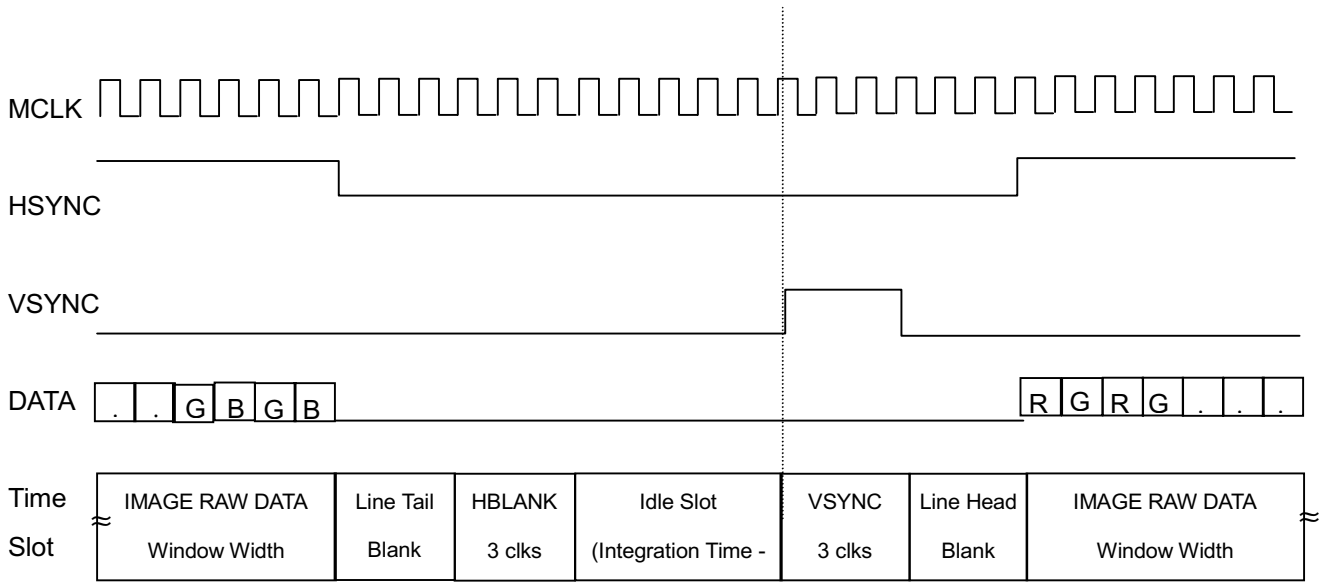 MCLK
HSYNC
VSYNC
DATA . . G B G B R G R G . . .
Time Slot
IMAGE RAW DATA
Window Width
Line Tail
Blank
HBLANK
3 clks
Idle Slot
(Integration Time -
VSYNC
3 clks
Line Head
Blank
IMAGE RAW DATA
Window Width